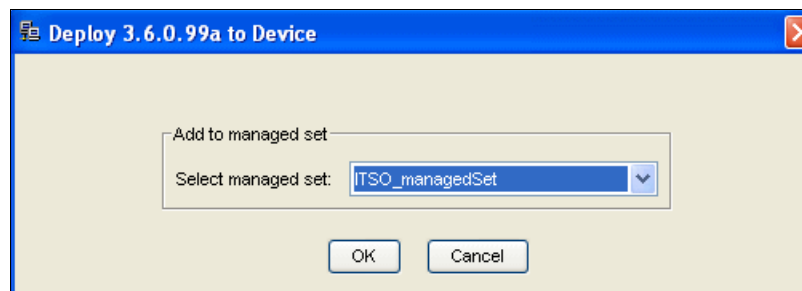 Deploy 3.6.0.99a to Device
Add to managed set
Select managed set: ITSO_managedSet
OK Cancel